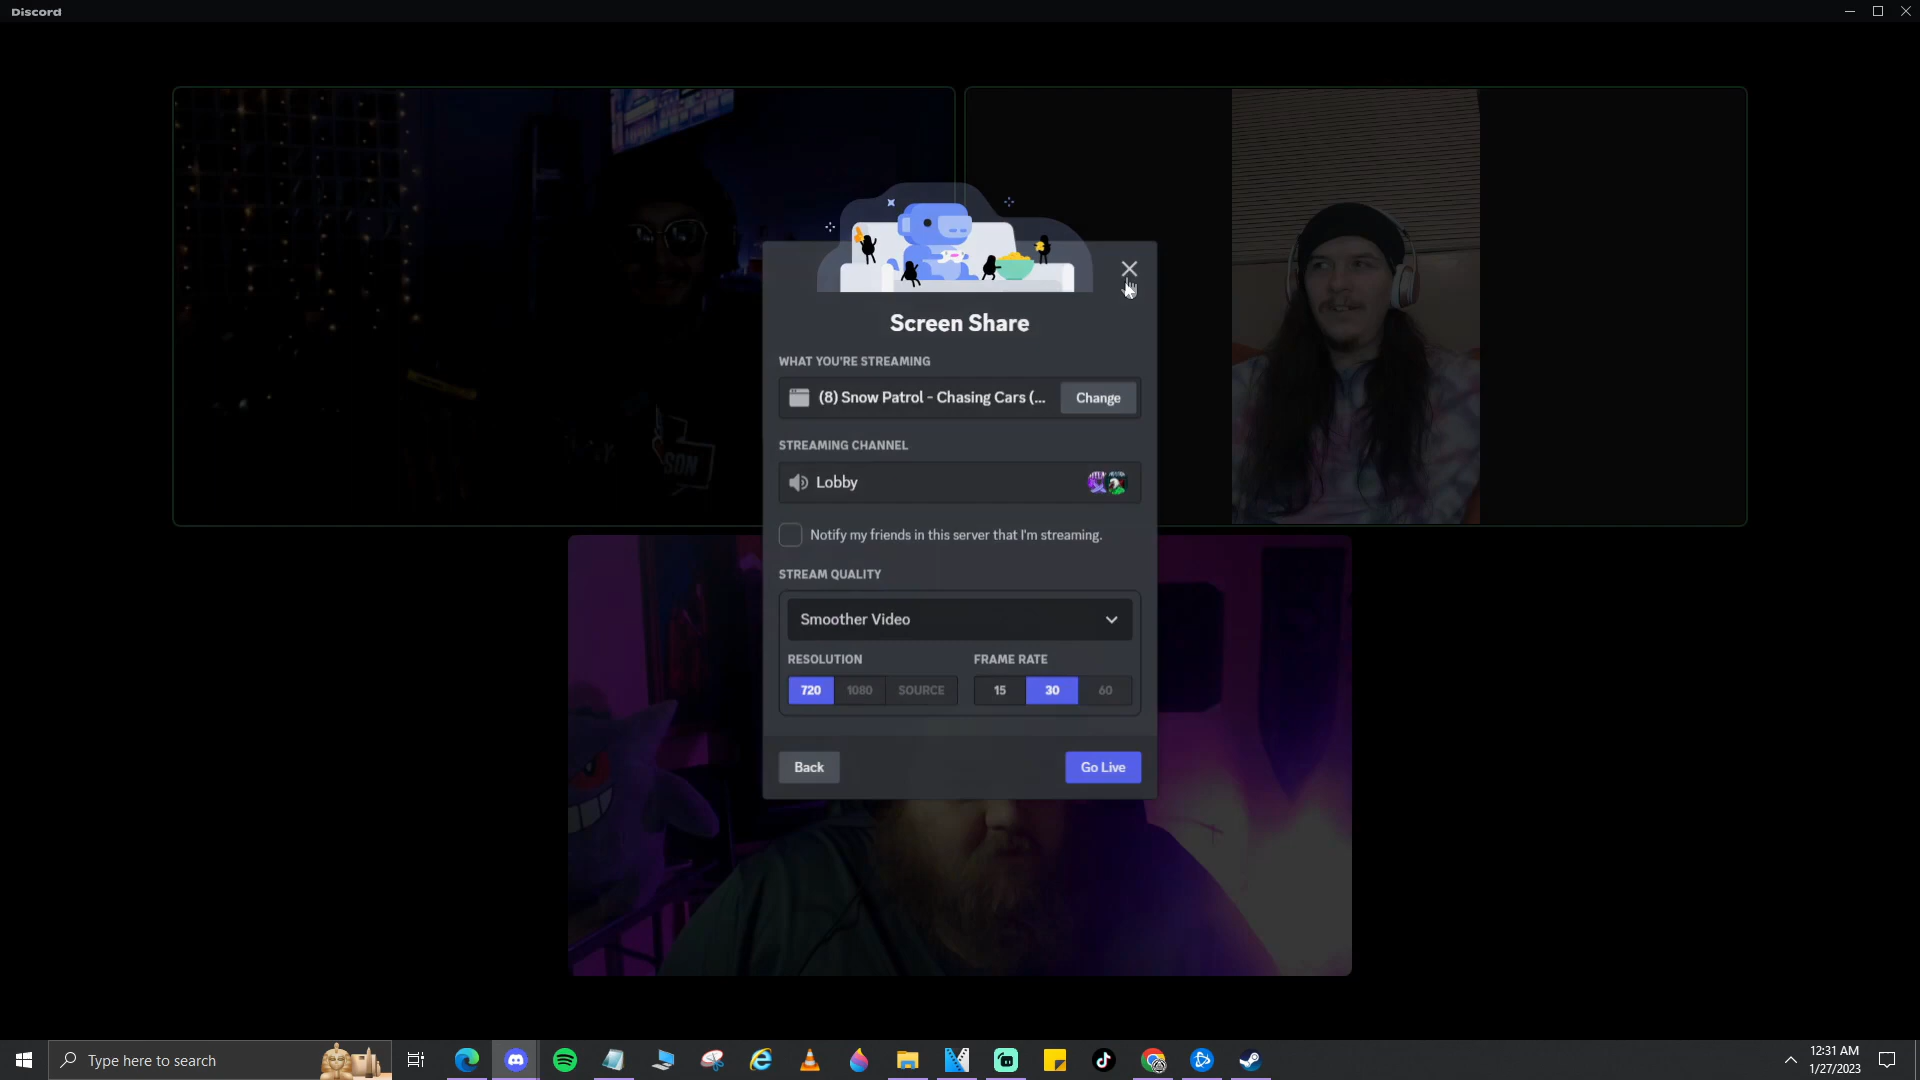 Discord
Screen Share
WHAT YOU'RE STREAMING
(8) Snow Patrol - Chasing Cars (...
Change
STREAMING CHANNEL
Lobby
Notify my friends in this server that I'm streaming.
STREAM QUALITY
Smoother Video
RESOLUTION
FRAME RATE
720
1080
SOURCE
15
30
60
Back
Go Live
SON
Type here to search
12:31 AM
1/27/2023